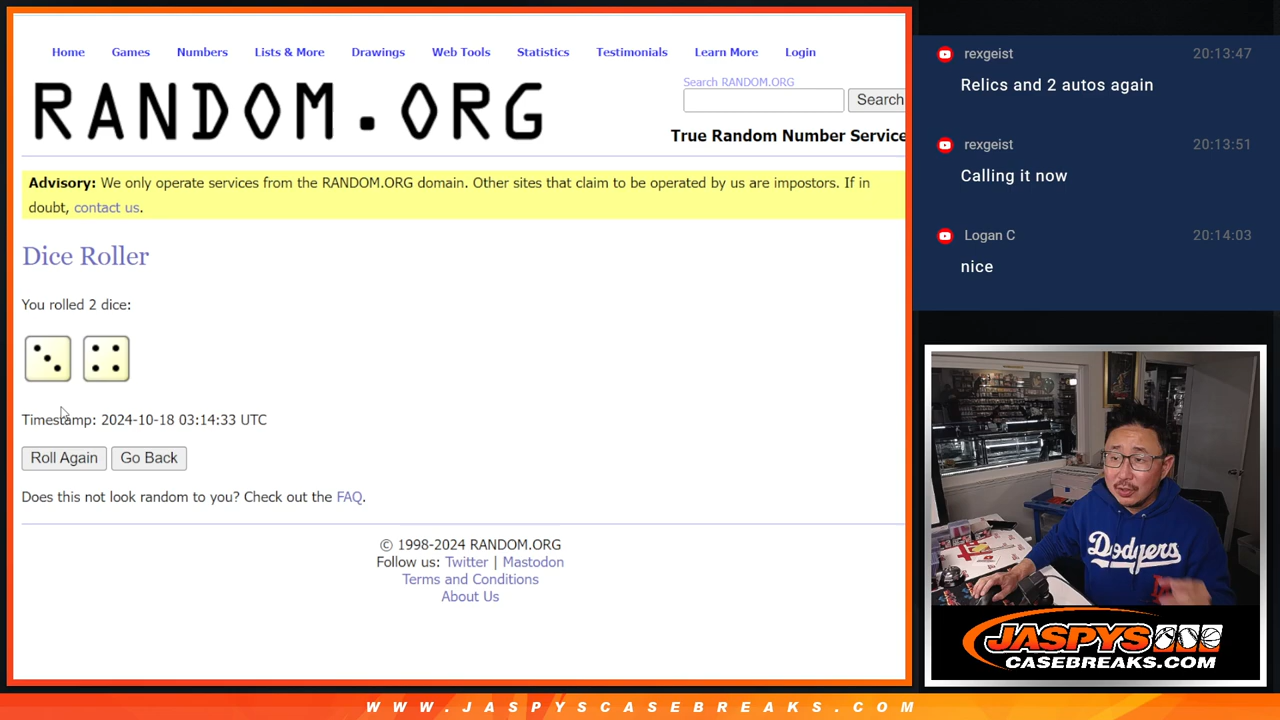 Home Games Numbers Lists & More Drawings Web Tools Statistics Testimonials Learn More Login
RANDOM.ORG
Search RANDOM.ORG
Search
True Random Number Service
Advisory: We only operate services from the RANDOM.ORG domain. Other sites that claim to be operated by us are impostors. If in
doubt, contact us.
Dice Roller
You rolled 2 dice:
Timestamp: 2024-10-18 03:14:33 UTC
Roll Again Go Back
Does this not look random to you? Check out the FAQ.
© 1998-2024 RANDOM.ORG
Follow us: Twitter | Mastodon
Terms and Conditions
About Us
rexgeist 20:13:47
Relics and 2 autos again
rexgeist 20:13:51
Calling it now
Logan C 20:14:03
nice
Dodgers
JASPYS
CASEBREAKS.COM
WWW.JASPYSCASEBREAKS.COM